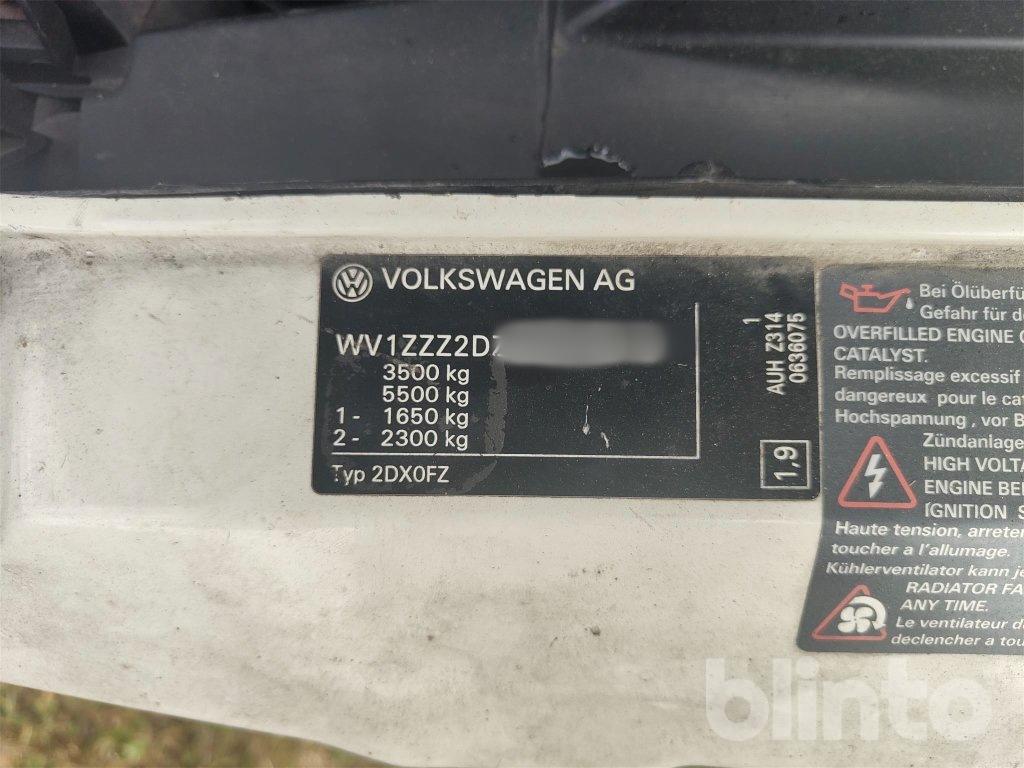 VOLKSWAGEN AG
WV1ZZZ2DZ
3500 kg
5500 kg
1- 1650 kg
2- 2300 kg
Typ 2DX0FZ
1
AUH Z314
0636075
1,9
Bei Ölüberfü
Gefahr für de
OVERFILLED ENGINE
CATALYST.
Remplissage excessif
dangereux pour le cat
Hochspannung, vor B
Zündanlage
HIGH VOLTA
ENGINE BE
IGNITION S
Haute tension, arreter
toucher a l'allumage.
Kühlerventilator kann je
RADIATOR FA
ANY TIME.
Le ventilateur d
declencher a tou
blinto